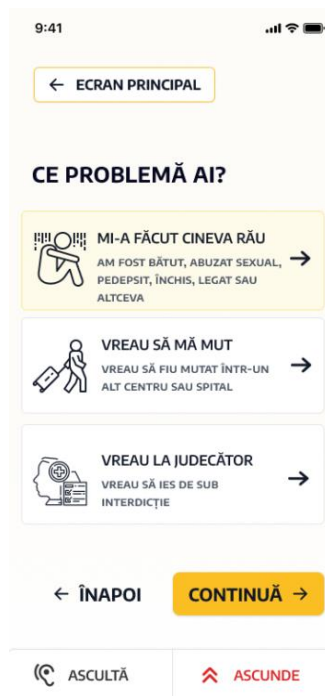 9:41
← ECRAN PRINCIPAL
CE PROBLEMĂ AI?
MI-A FĂCUT CINEVA RĂU
AM FOST BĂTUT, ABUZAT SEXUAL,
PEDEPSIT, ÎNCHIS, LEGAT SAU
ALTCEVA
VREAU SĂ MĂ MUT
VREAU SĂ FIU MUTAT ÎNTR-UN
ALT CENTRU SAU SPITAL
VREAU LA JUDECĂTOR
VREAU SĂ IES DE SUB
INTERDICȚIE
← ÎNAPOI
CONTINUĂ →
ASCULTĂ
ASCUNDE